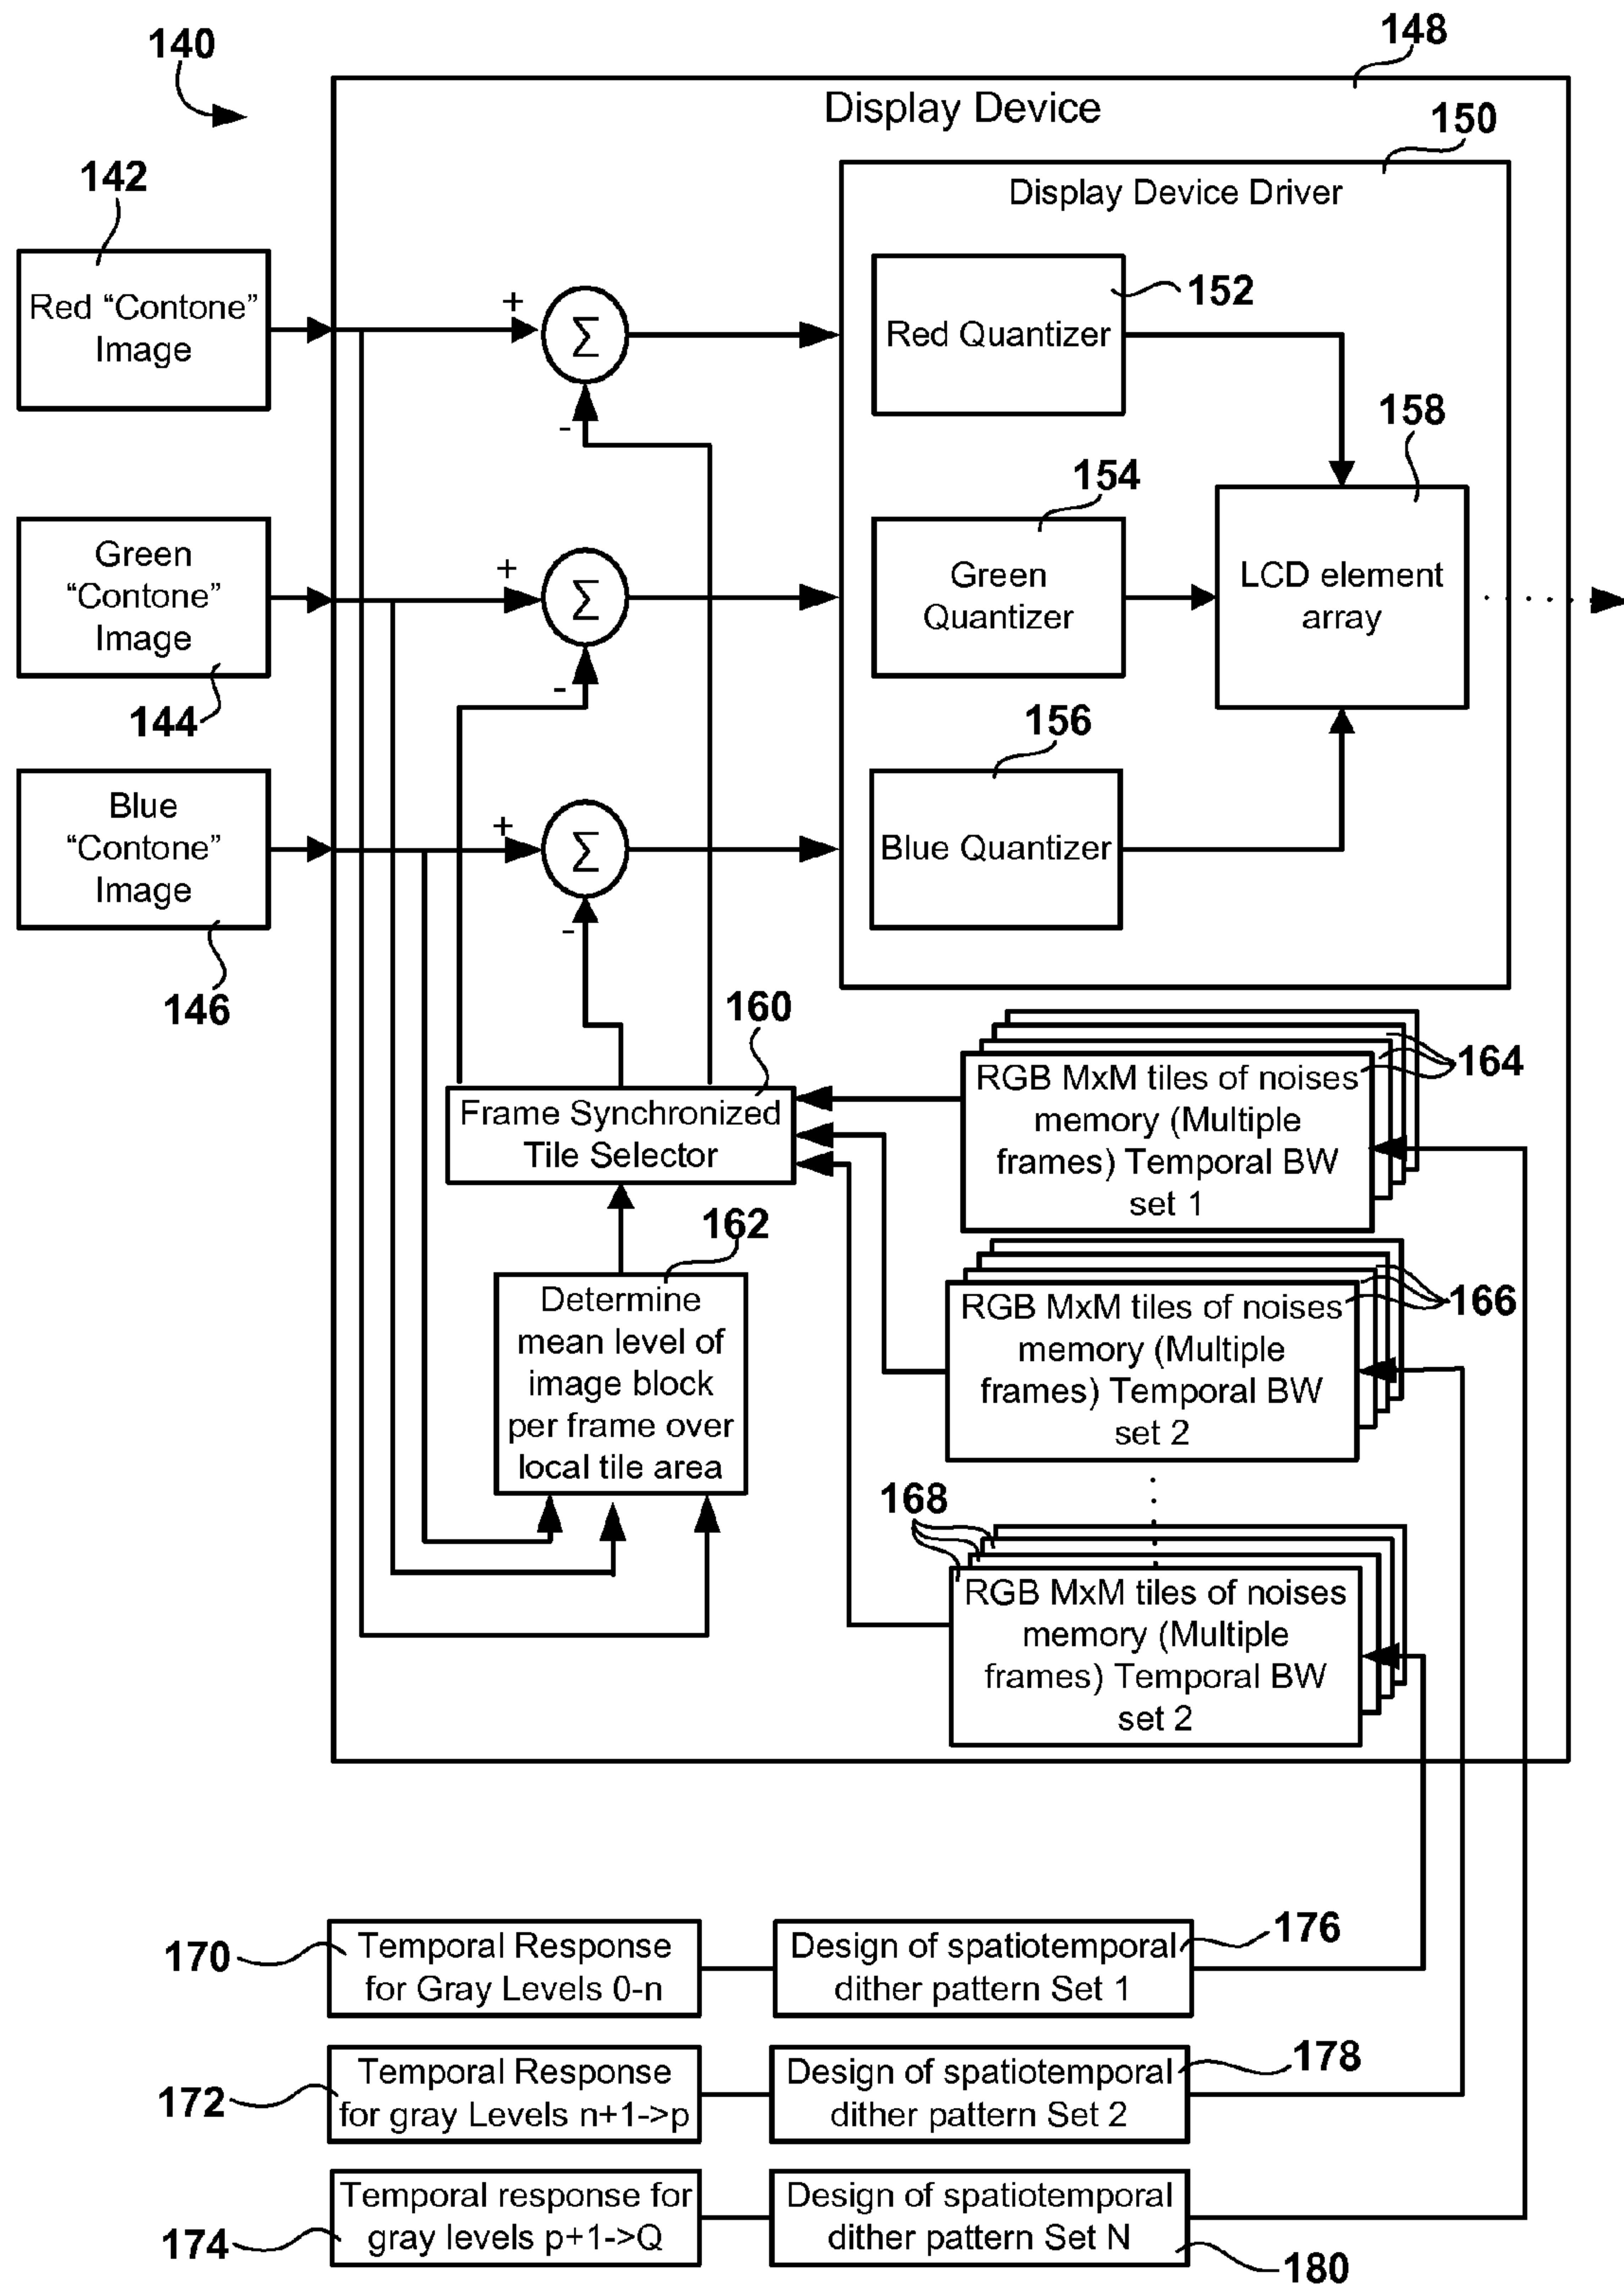 140
148
Display Device
150
Display Device Driver
142
Red “Contone”
Image
+
Σ
-
152
Red Quantizer
158
154
Green
“Contone”
Image
144
+
Σ
-
Green
Quantizer
LCD element
array
156
Blue
“Contone”
Image
146
+
Σ
-
Blue Quantizer
160
Frame Synchronized
Tile Selector
164
RGB MxM tiles of noises
memory (Multiple
frames) Temporal BW
set 1
162
Determine
mean level of
image block
per frame over
local tile area
166
RGB MxM tiles of noises
memory (Multiple
frames) Temporal BW
set 2
168
RGB MxM tiles of noises
memory (Multiple
frames) Temporal BW
set 2
170
Temporal Response
for Gray Levels 0-n
Design of spatiotemporal
dither pattern Set 1
176
172
Temporal Response
for gray Levels n+1->p
Design of spatiotemporal
dither pattern Set 2
178
174
Temporal response for
gray levels p+1->Q
Design of spatiotemporal
dither pattern Set N
180